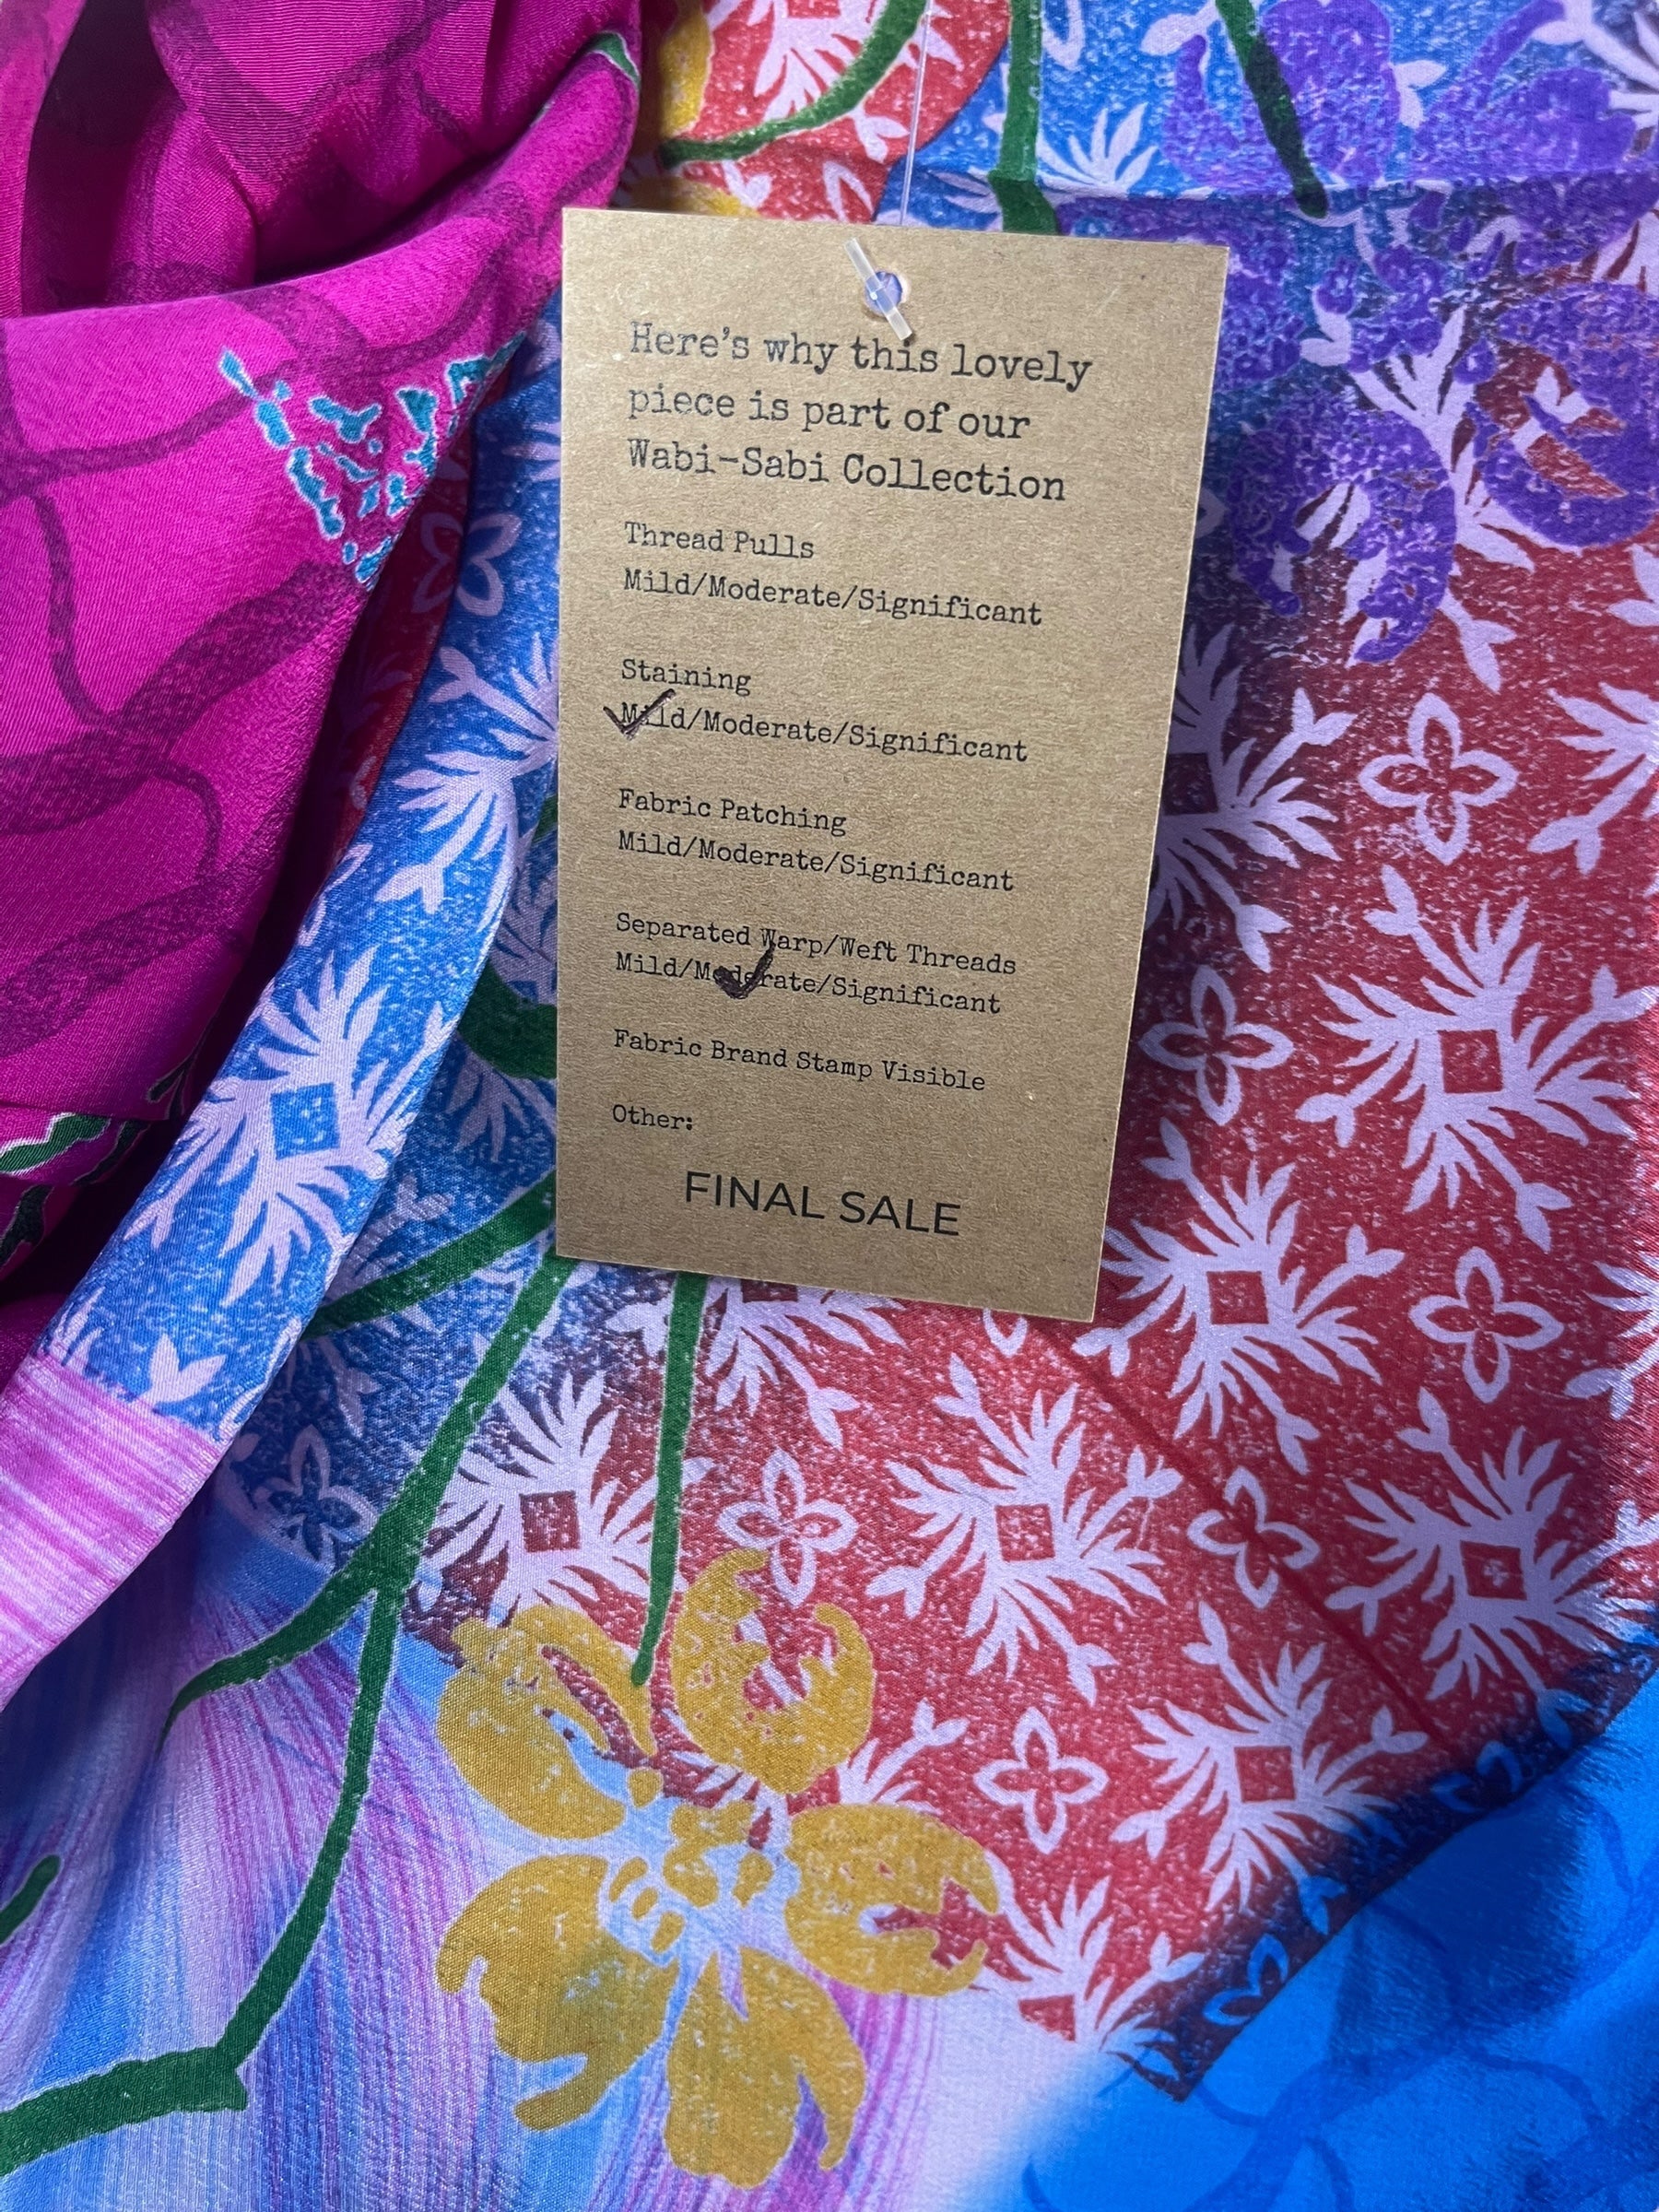 Here's why this lovely
piece is part of our
Wabi-Sabi Collection
Thread Pulls
Mild/Moderate/Significant
Staining
Mild/Moderate/Significant
Fabric Patching
Mild/Moderate/Significant
Separated Warp/Weft Threads
Mild/Moderate/Significant
Fabric Brand Stamp Visible
Other:
FINAL SALE